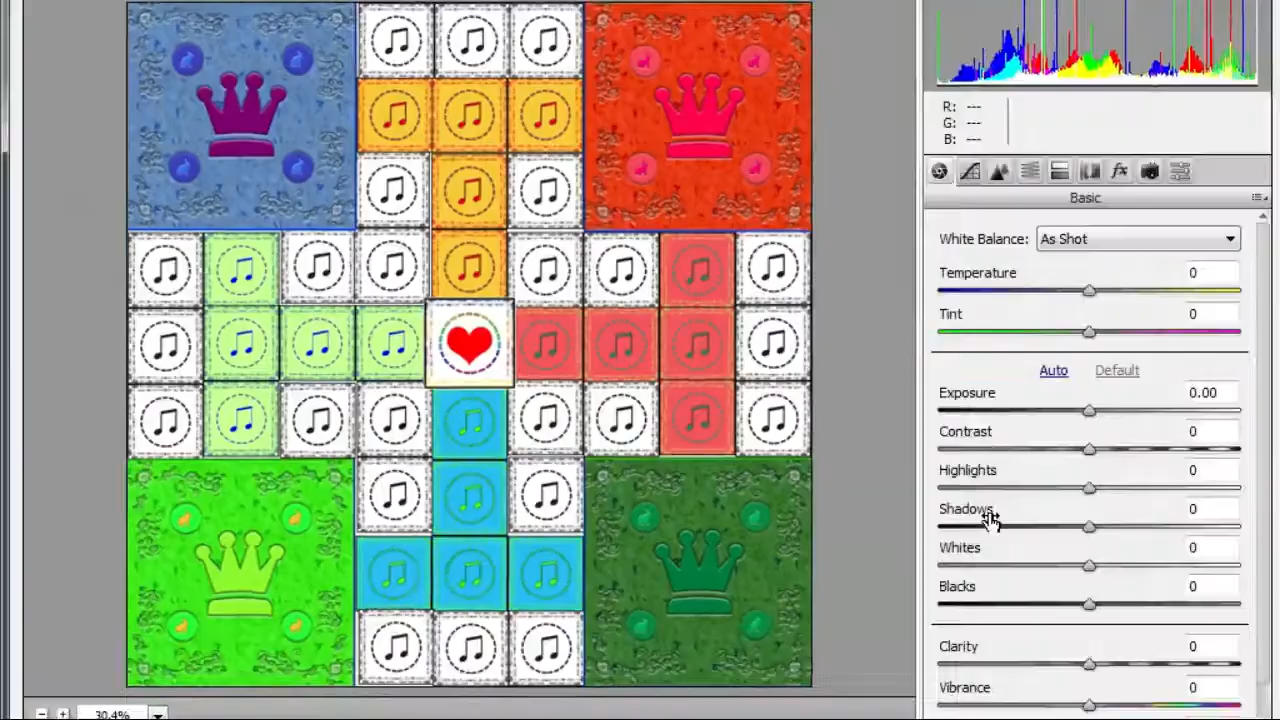 R: ---
G: ---
B: ---
fx
Basic
White Balance: As Shot
Temperature 0
Tint 0
Auto Default
Exposure 0.00
Contrast 0
Highlights 0
Shadows 0
Whites 0
Blacks 0
Clarity 0
Vibrance 0
30.4%